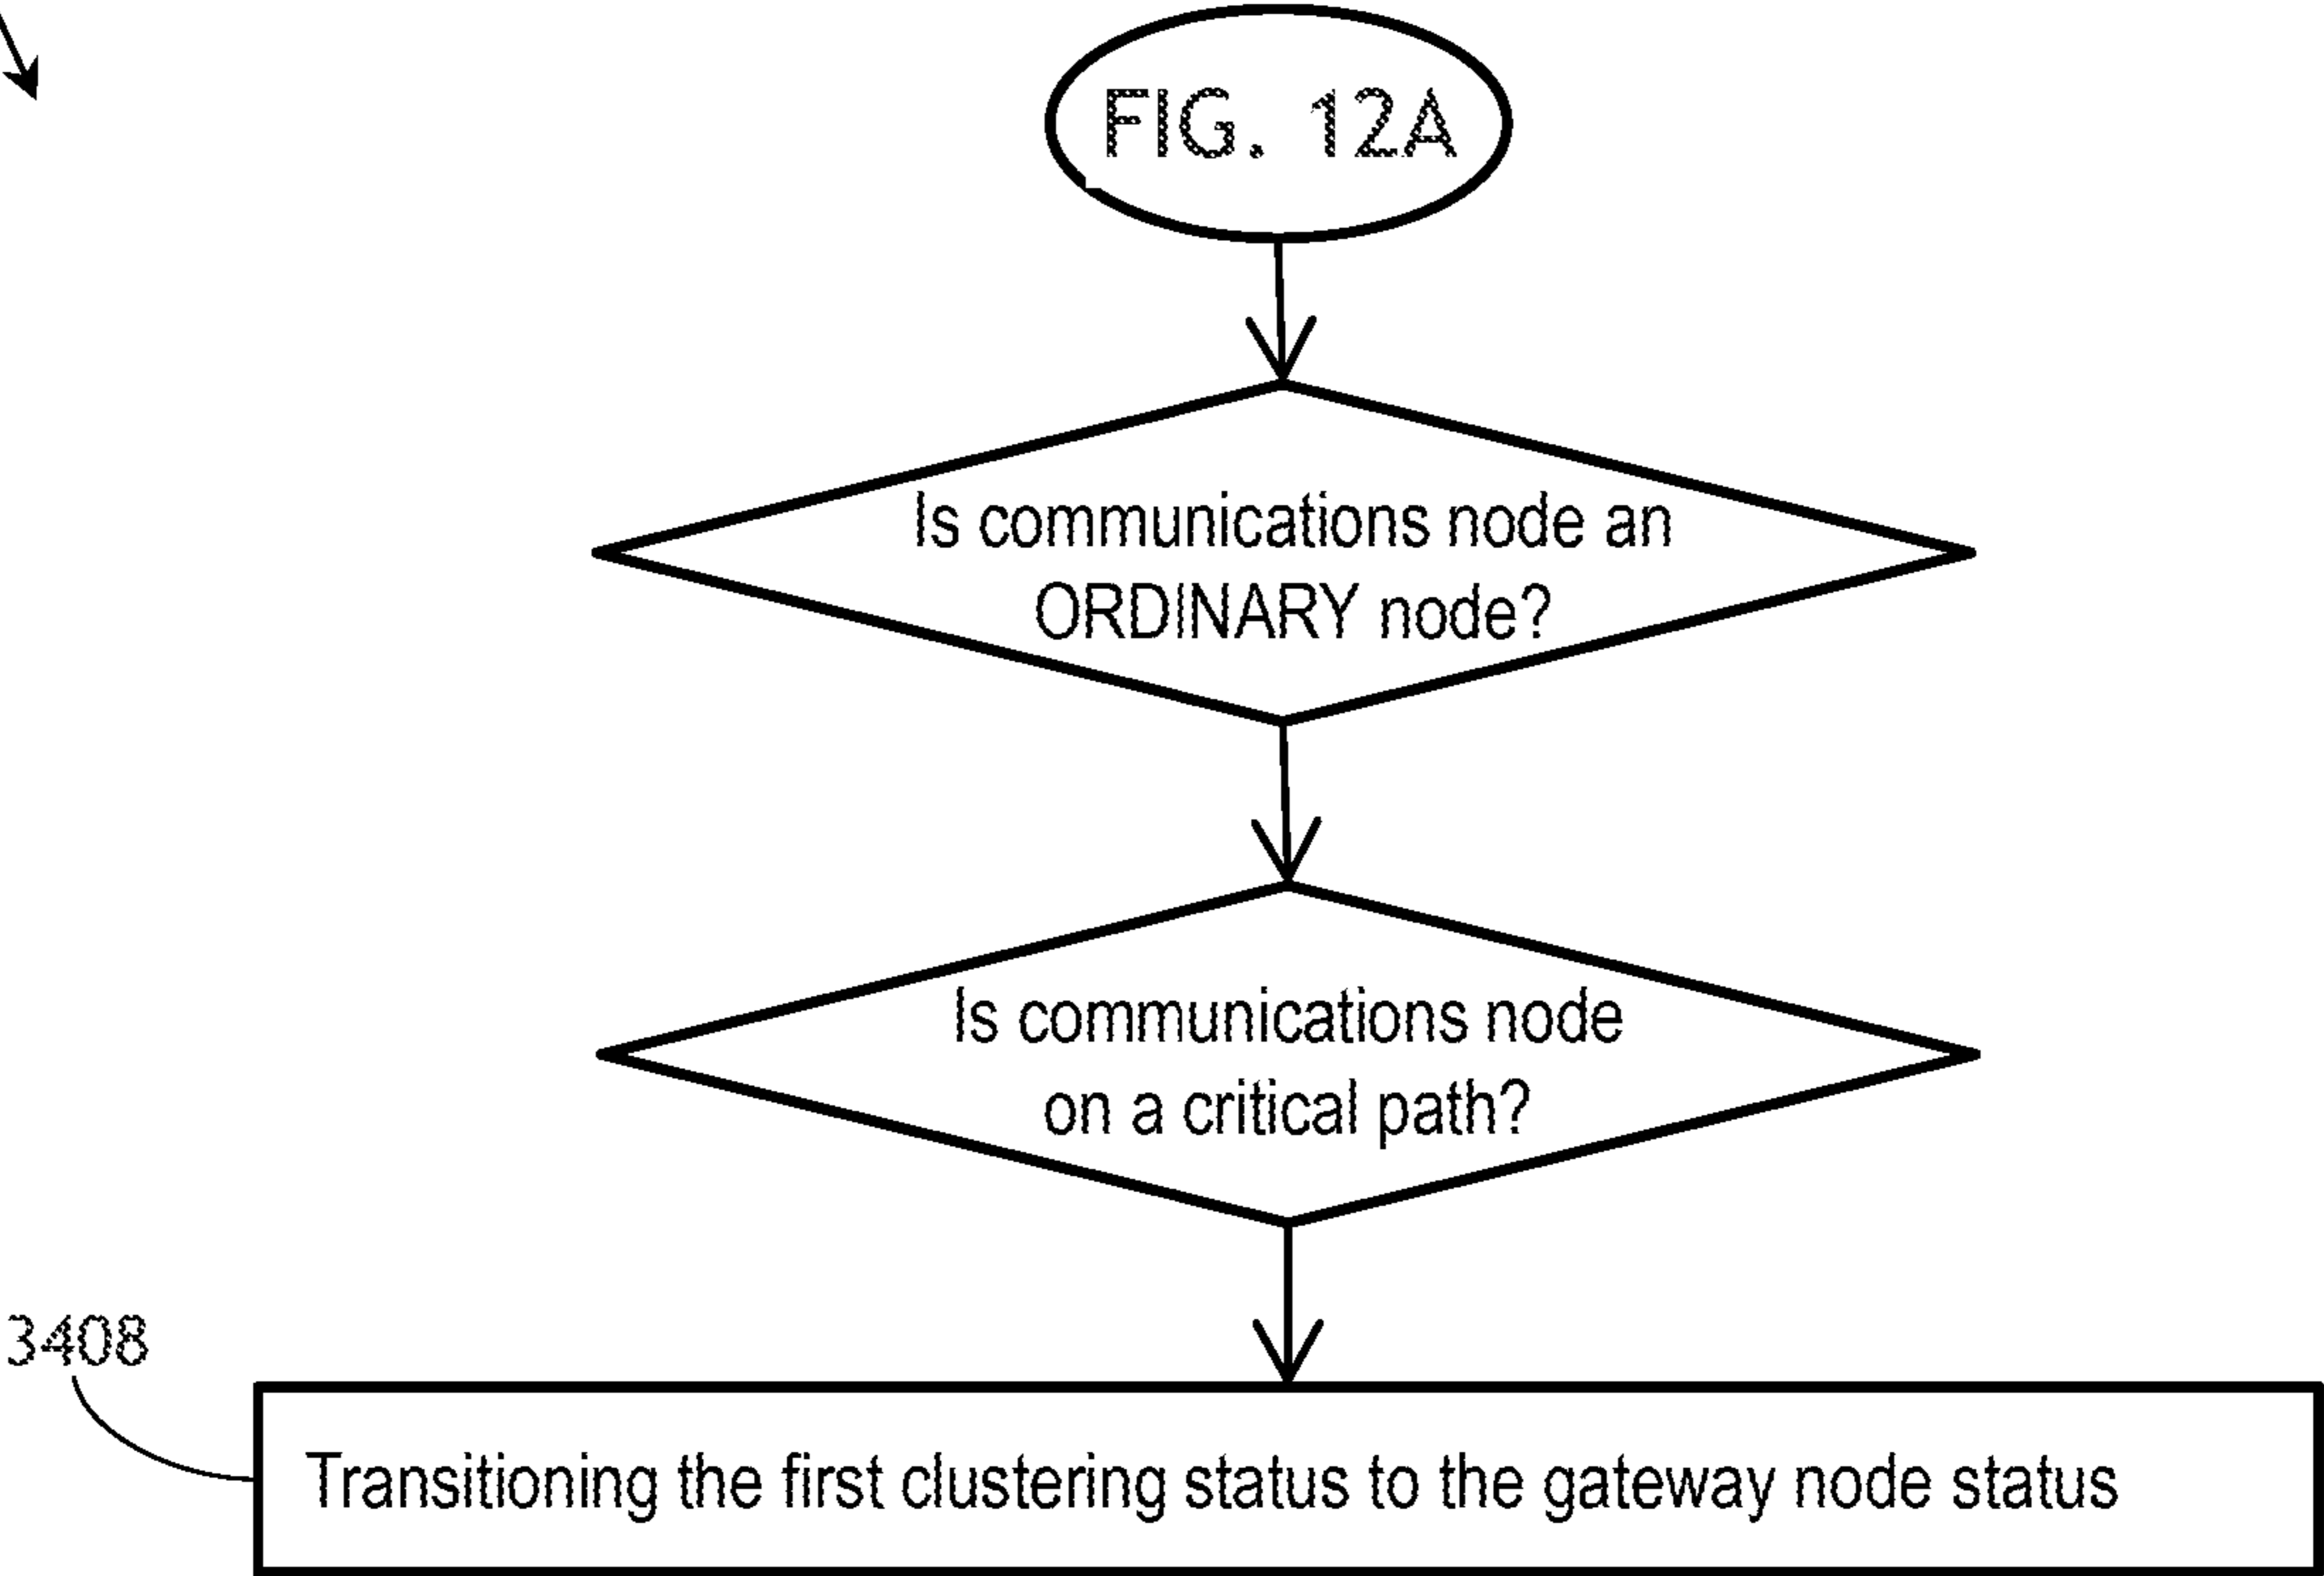 FIG. 12A
Is communications node an
ORDINARY node?
Is communications node
on a critical path?
3408
Transitioning the first clustering status to the gateway node status